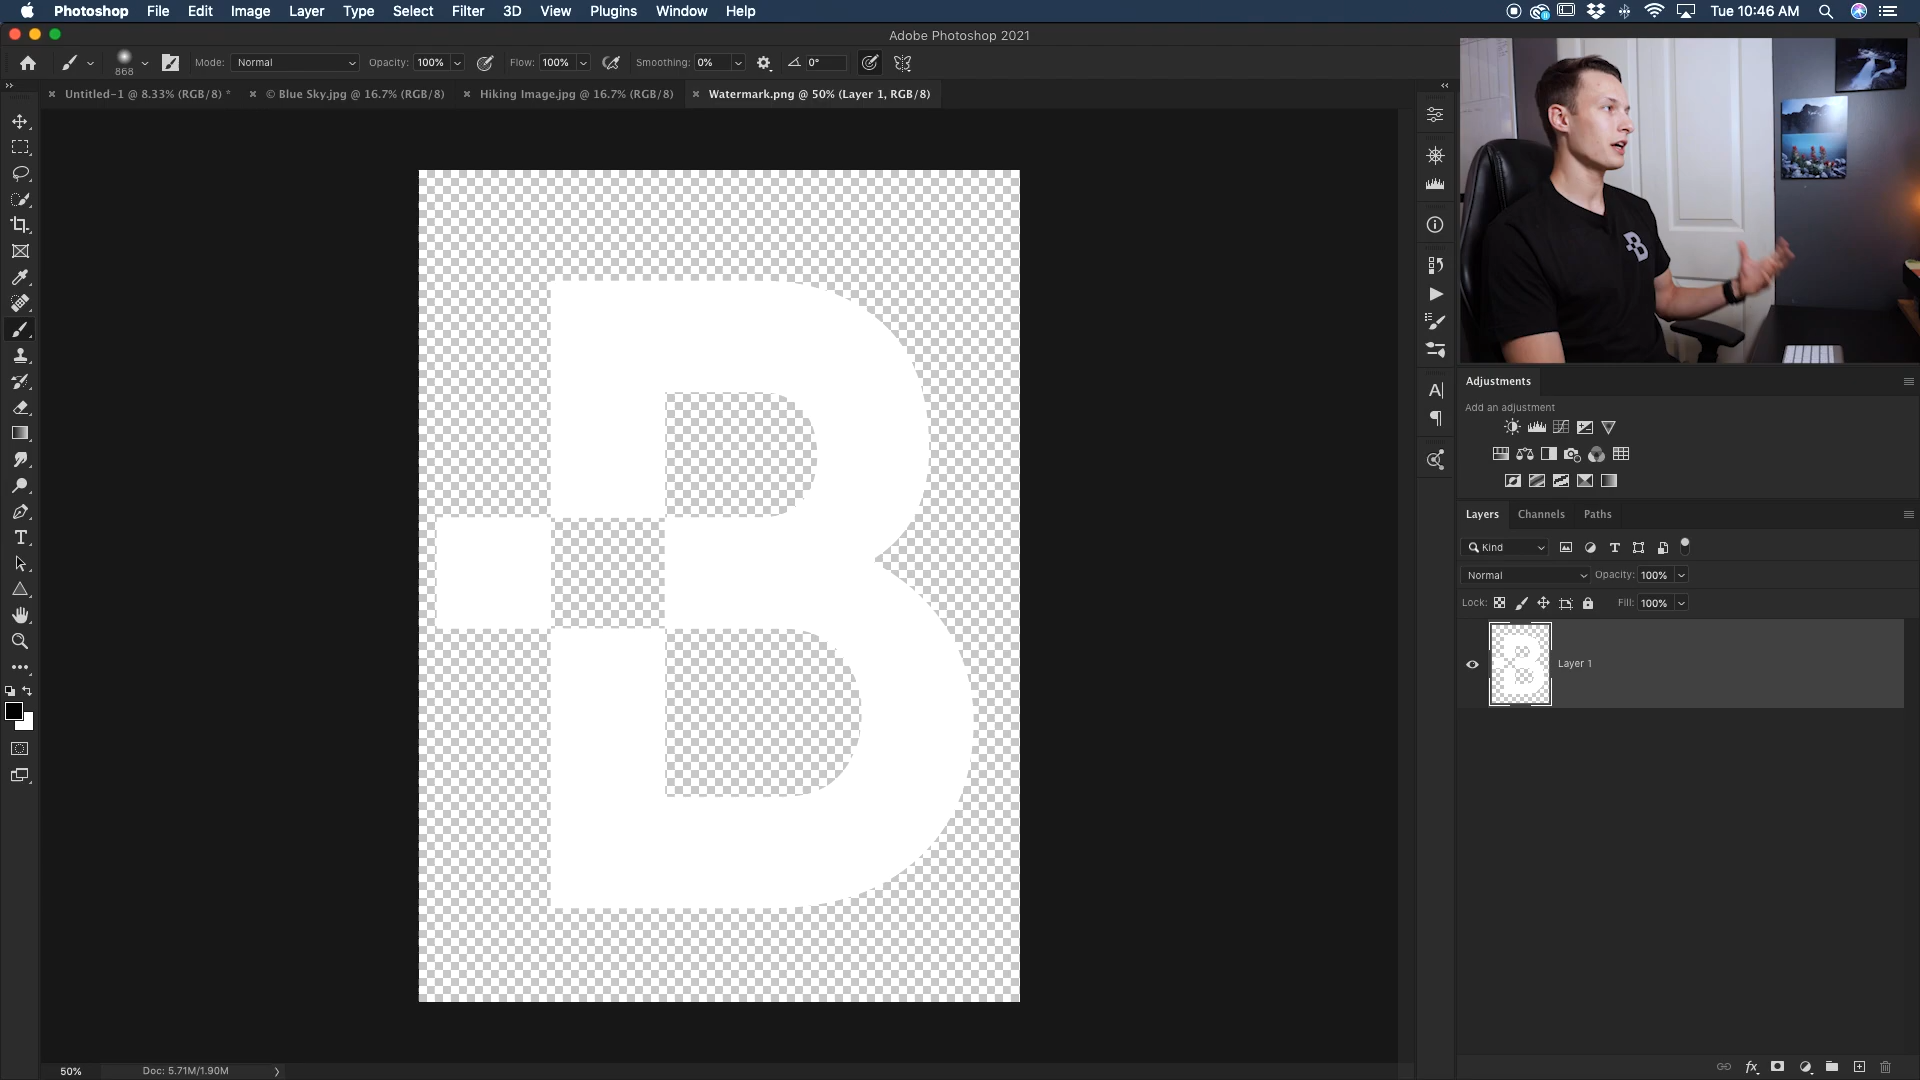 Photoshop File Edit Image Layer Type Select Filter 3D View Plugins Window Help
Tue 10:46 AM
Adobe Photoshop 2021
868
Mode: Normal
Opacity: 100%
Flow: 100%
Smoothing: 0%
0°
Untitled-1 @ 8.33% (RGB/8) *
© Blue Sky.jpg @ 16.7% (RGB/8)
Hiking Image.jpg @ 16.7% (RGB/8)
Watermark.png @ 50% (Layer 1, RGB/8)
B
B
Adjustments
Add an adjustment
Layers Channels Paths
Kind
Normal
Opacity: 100%
Lock:
Fill: 100%
Layer 1
50%
Doc: 5.71M/1.90M